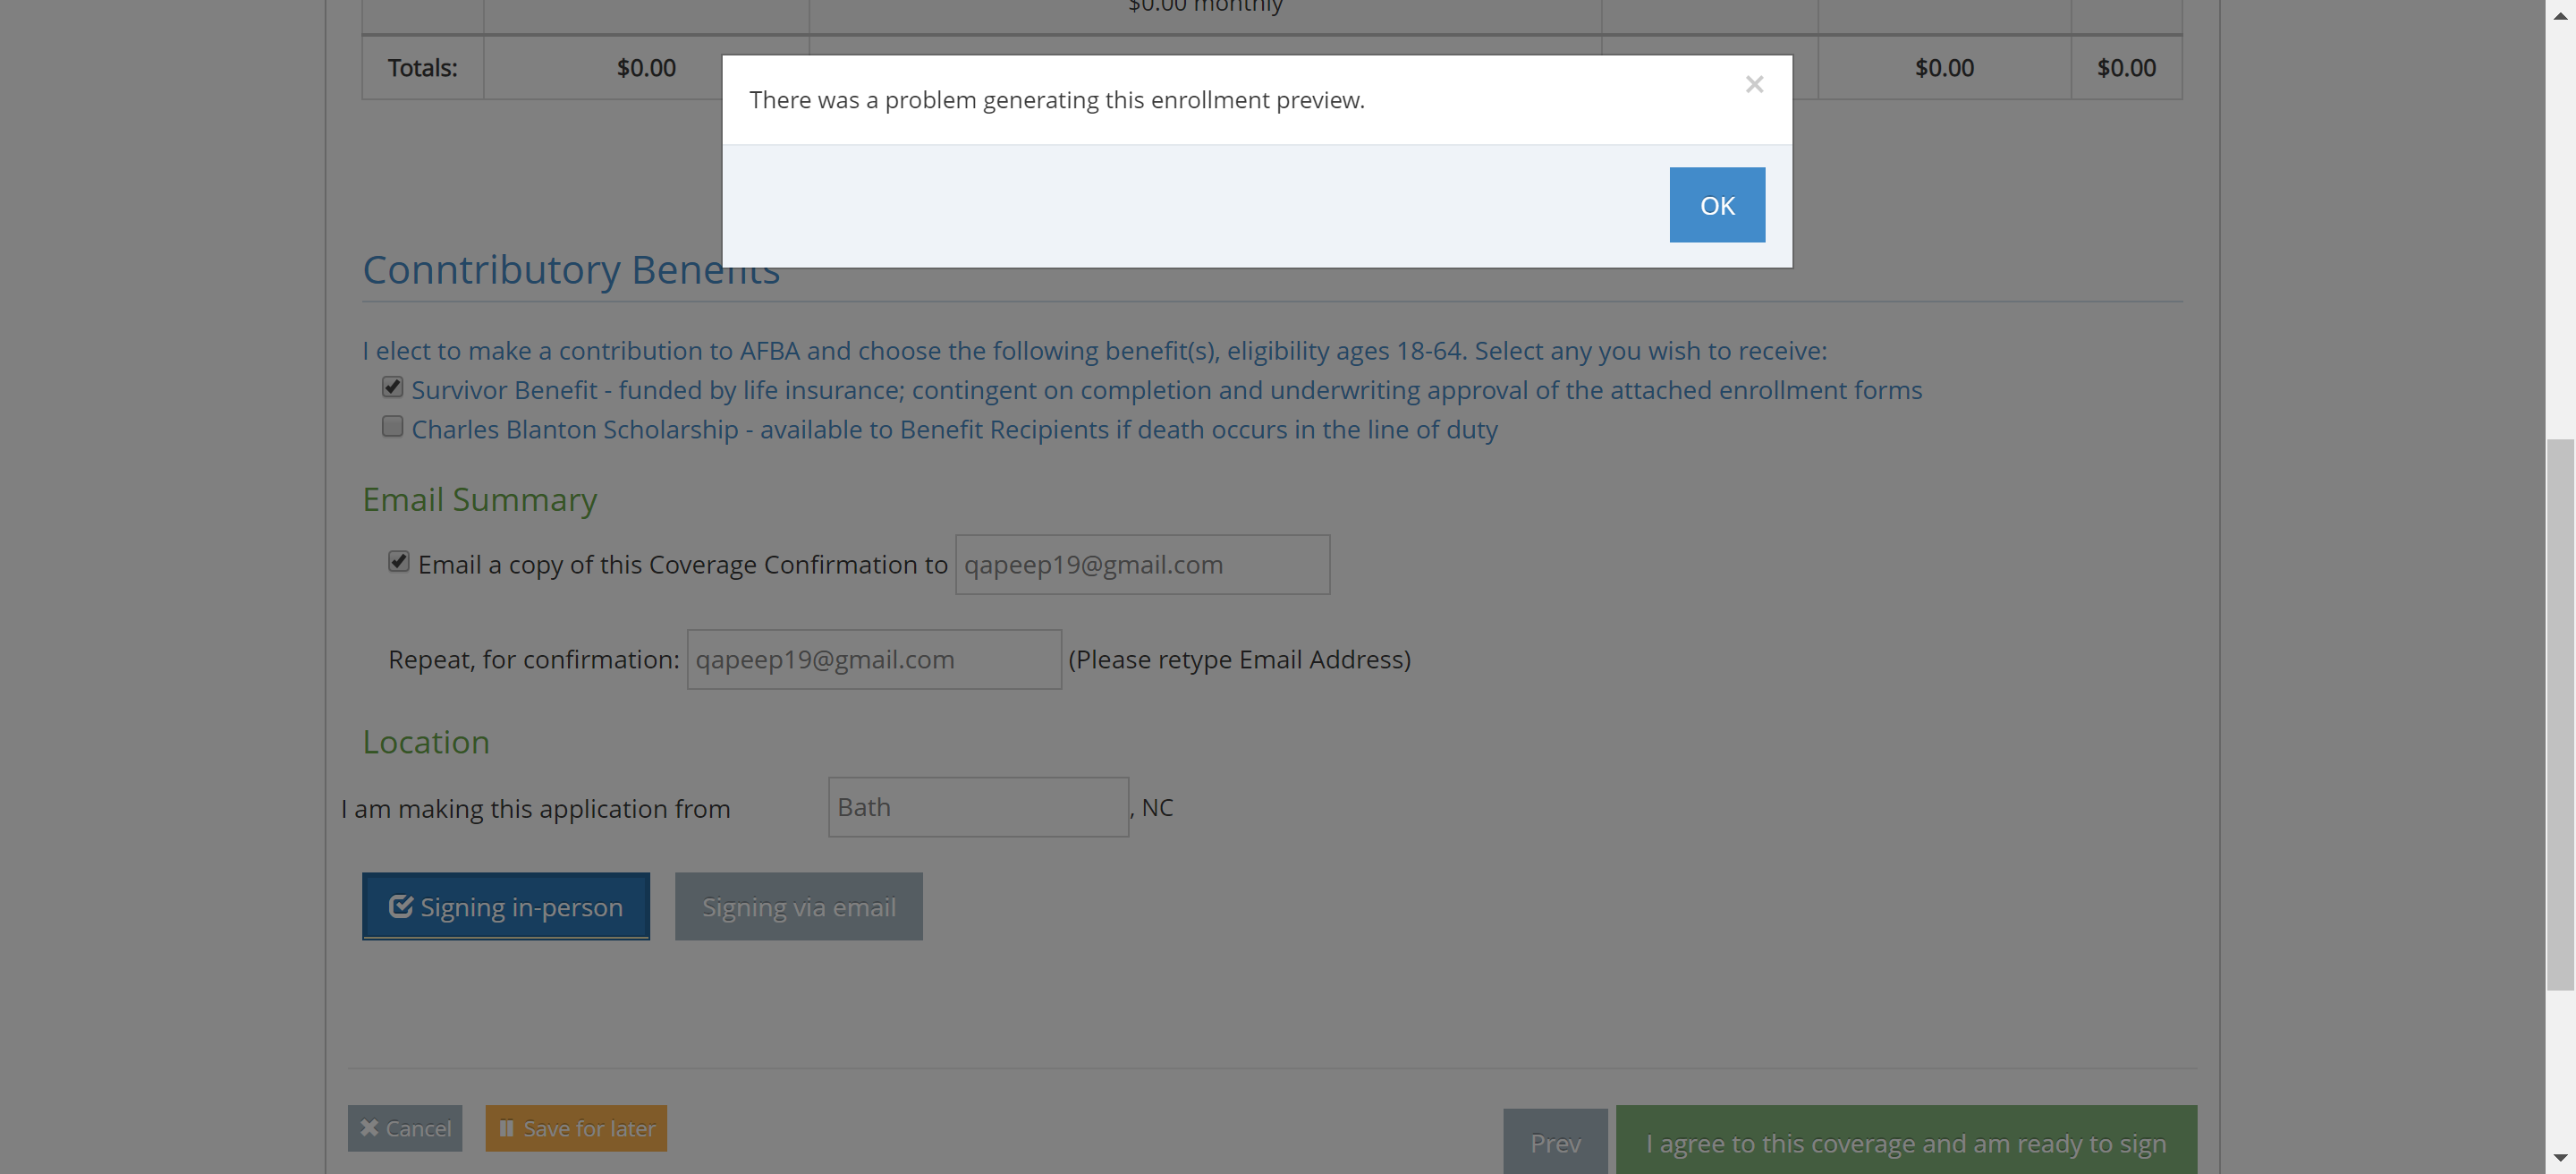 $0.00 monthly
Totals: $0.00 $0.00 $0.00
There was a problem generating this enrollment preview.
×
OK
Conntributory Benefits
I elect to make a contribution to AFBA and choose the following benefit(s), eligibility ages 18-64. Select any you wish to receive:
Survivor Benefit - funded by life insurance; contingent on completion and underwriting approval of the attached enrollment forms
Charles Blanton Scholarship - available to Benefit Recipients if death occurs in the line of duty
Email Summary
Email a copy of this Coverage Confirmation to qapeep19@gmail.com
Repeat, for confirmation: qapeep19@gmail.com (Please retype Email Address)
Location
I am making this application from Bath , NC
Signing in-person Signing via email
Cancel Save for later Prev I agree to this coverage and am ready to sign